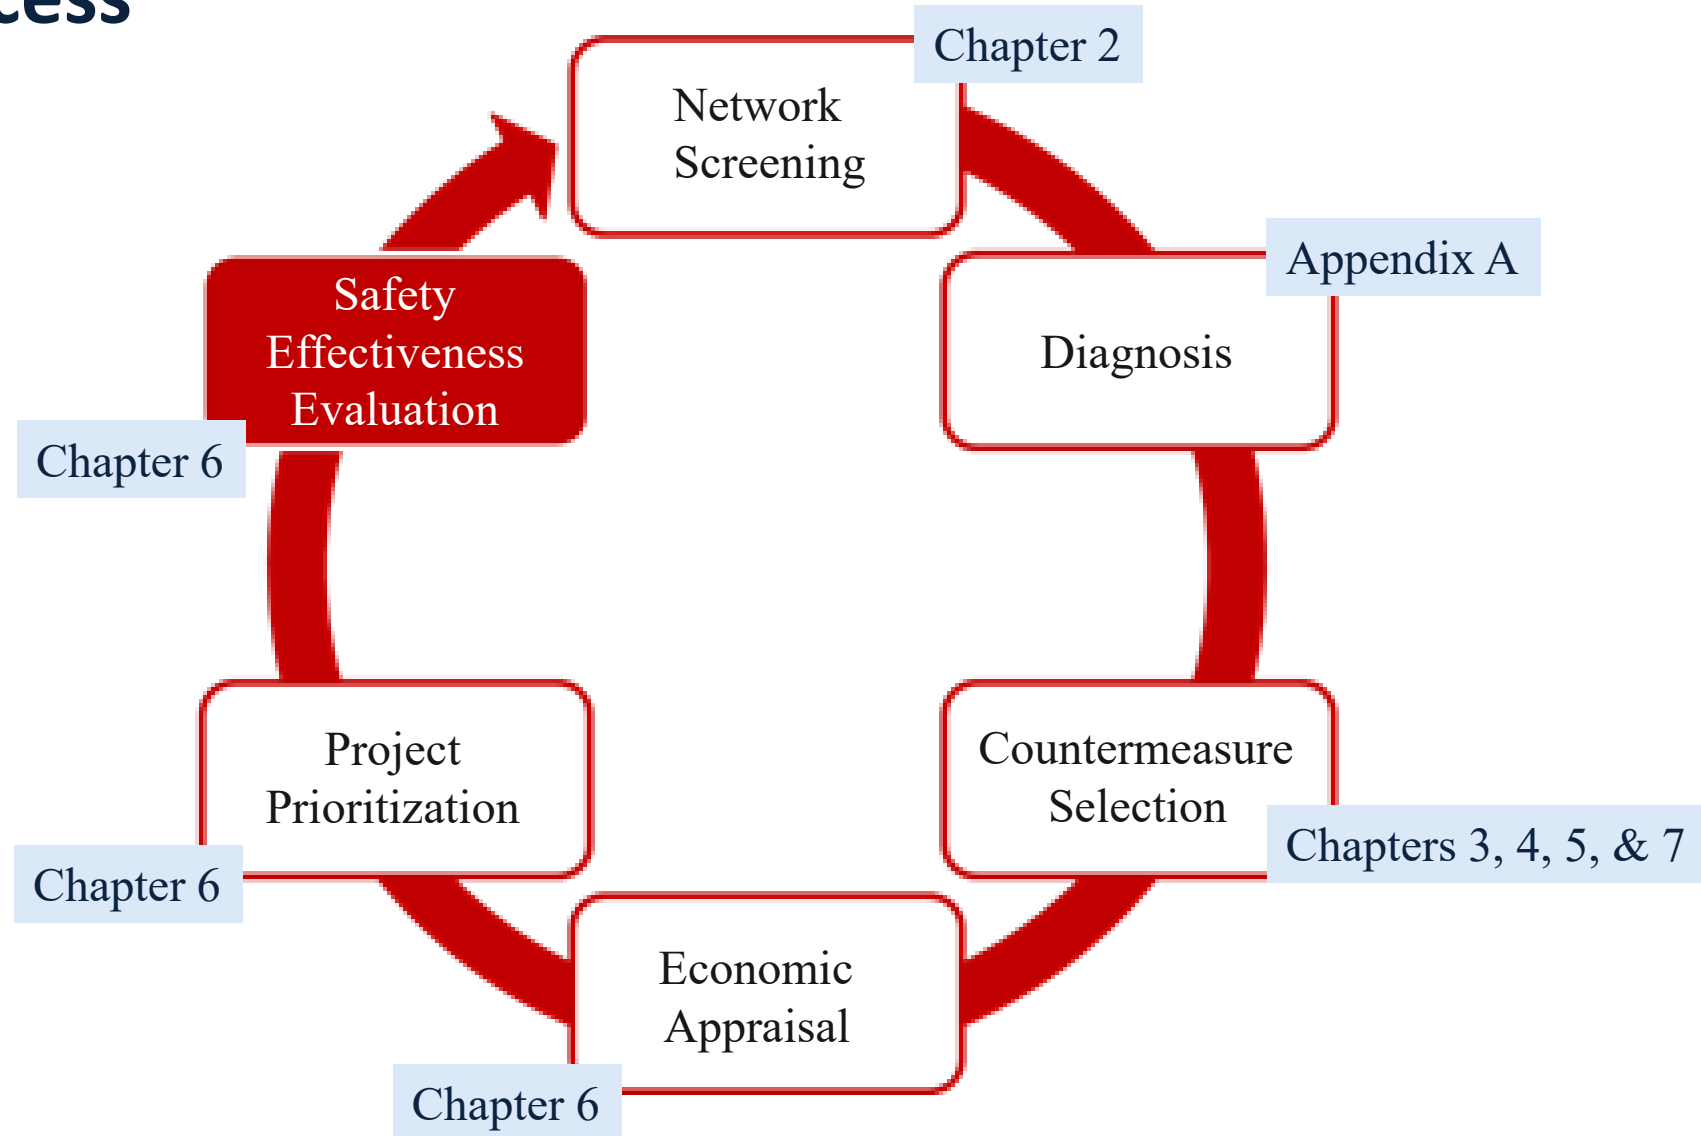 Chapter 2
Network
Screening
Appendix A
Diagnosis
Safety
Effectiveness
Evaluation
Chapter 6
Countermeasure
Selection
Chapters 3, 4, 5, & 7
Project
Prioritization
Chapter 6
Economic
Appraisal
Chapter 6